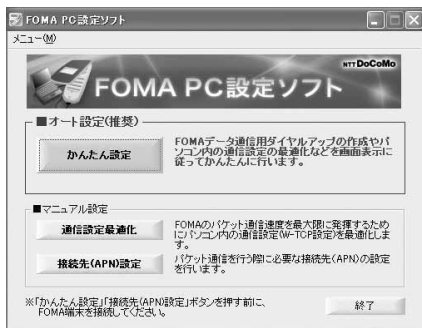 FOMA PC設定ソフト
メニュー(M)
NTT DoCoMo
FOMA PC設定ソフト
■オート設定(推奨)
かんたん設定
FOMAデータ通信用ダイヤルアップの作成やパ
ソコン内の通信設定の最適化などを画面表示に
従ってかんたんに行います。
■マニュアル設定
通信設定最適化
FOMAのパケット通信速度を最大限に発揮するため
にパソコン内の通信設定(W-TCP設定)を最適化しま
す。
接続先(APN)設定
パケット通信を行う際に必要な接続先(APN)の設定
を行います。
※「かんたん設定」「接続先(APN)
設定」ボタンを押す前に、
FOMA端末を接続してください。
終了